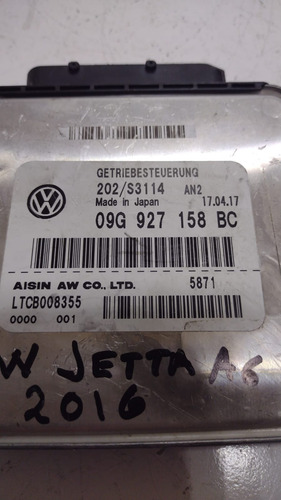 GETRIEBESTEUERUNG
202/S3114 AN2
Made in Japan 17.04.17
09G 927 158 BC
AISIN AW CO., LTD. 5871
LTCB008355
0000 001
W JETTA A6
2016